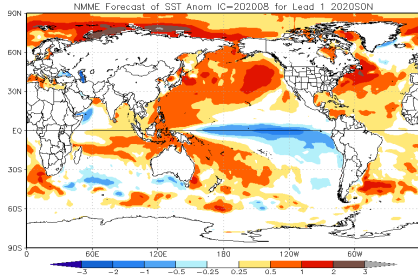 NMME Forecast of SST Anom IC=202008 for Lead 1 2020SON
90N
60N
30N
EQ
30S
60S
90S
0 60E 120E 180 120W 60W
-3 -2 -1 -0.5 -0.25 0.25 0.5 1 2 3